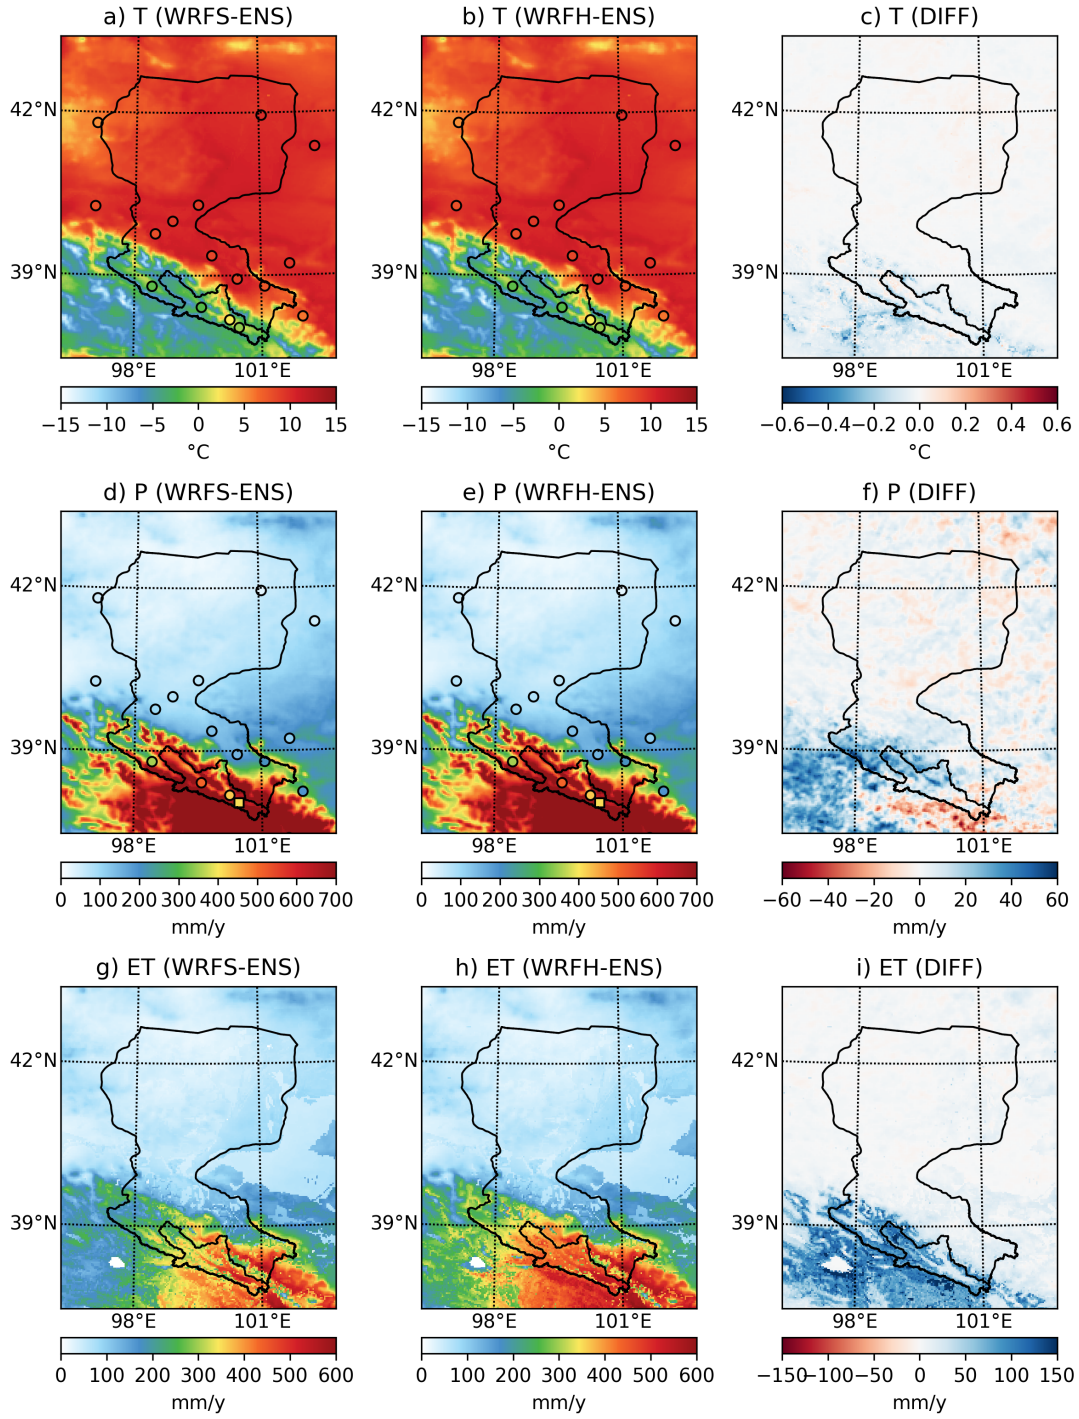 a) T (WRFS-ENS) b) T (WRFH-ENS) c) T (DIFF)
42°N 42°N
39°N 39°N
98°E 101°E 98°E 101°E 98°E 101°E
−15 −10 −5 0 5 10 15 −15 −10 −5 0 5 10 15 −0.6 −0.4 −0.2 0.0 0.2 0.4 0.6
°C °C °C
d) P (WRFS-ENS) e) P (WRFH-ENS) f) P (DIFF)
42°N 42°N
39°N 39°N
98°E 101°E 98°E 101°E 98°E 101°E
0 100 200 300 400 500 600 700 0 100 200 300 400 500 600 700 −60 −40 −20 0 20 40 60
mm/y mm/y mm/y
g) ET (WRFS-ENS) h) ET (WRFH-ENS) i) ET (DIFF)
42°N 42°N
39°N 39°N
98°E 101°E 98°E 101°E 98°E 101°E
0 100 200 300 400 500 600 0 100 200 300 400 500 600 −150 −100 −50 0 50 100 150
mm/y mm/y mm/y